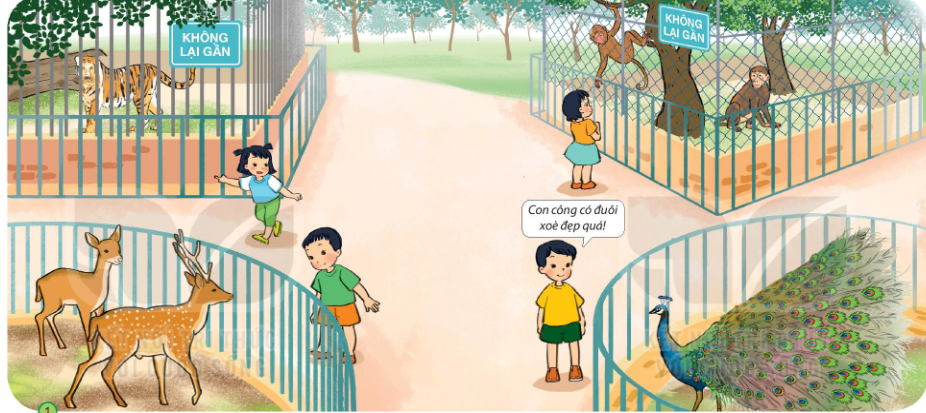 KHÔNG
LẠI GẦN
KHÔNG
LẠI GẦN
Con công có đuôi
xoè đẹp quá!
1